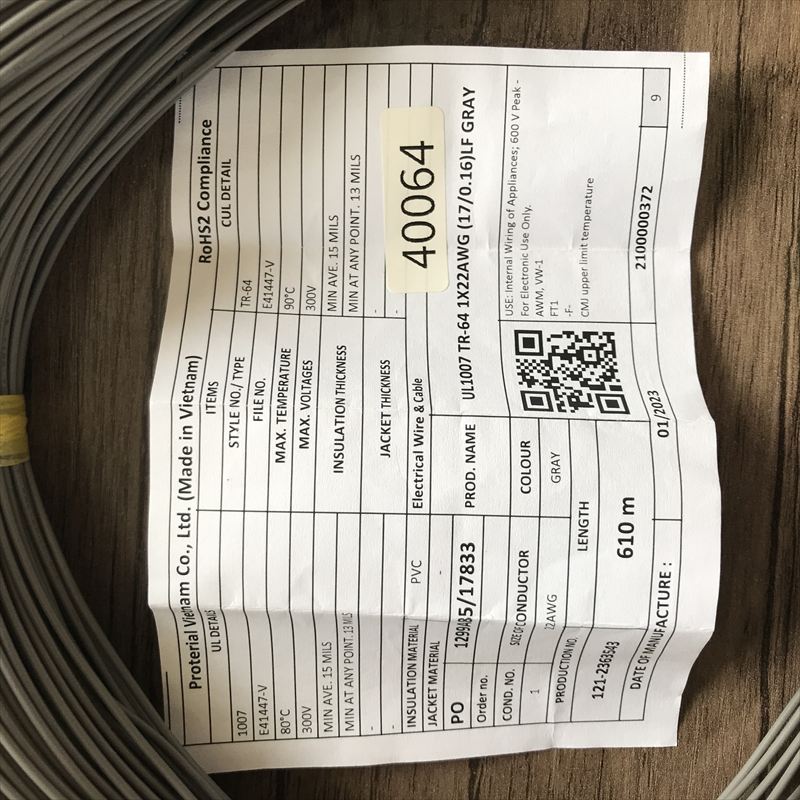 Proterial Vietnam Co., Ltd. (Made in Vietnam) RoHS2 Compliance
UL DETAILS ITEMS CUL DETAIL
1007 STYLE NO./ TYPE TR-64
E41447-V FILE NO. E41447-V
80°C MAX. TEMPERATURE 90°C
300V MAX. VOLTAGES 300V
MIN AVE. 15 MILS INSULATION THICKNESS MIN AVE. 15 MILS
MIN AT ANY POINT. 13 MILS MIN AT ANY POINT. 13 MILS
- JACKET THICKNESS -
- -
INSULATION MATERIAL PVC Electrical Wire & Cable
40064
JACKET MATERIAL -
PO 5/17833 PROD. NAME UL1007 TR-64 1X22AWG (17/0.16)LF GRAY
Order no.
COND. NO. SIZE OF CONDUCTOR COLOUR
1 22AWG GRAY
USE: Internal Wiring of Appliances; 600 V Peak -
For Electronic Use Only.
AWM, VW-1
FT1
-F-
CMJ upper limit temperature
PRODUCTION NO. LENGTH
121-2363S43 610 m
2100000372 9
DATE OF MANUFACTURE : 01/2023